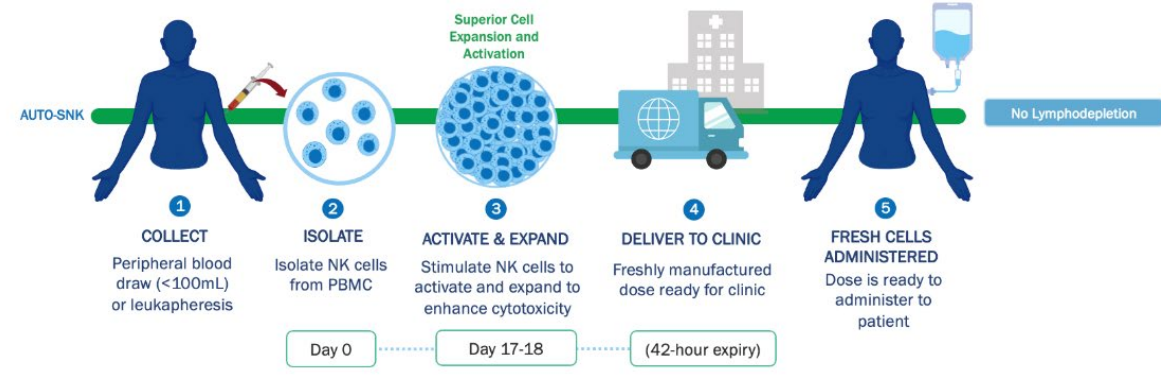 Superior Cell
Expansion and
Activation
AUTO-SNK
No Lymphodepletion
1
COLLECT
Peripheral blood
draw (<100mL)
or leukapheresis
2
ISOLATE
Isolate NK cells
from PBMC
3
ACTIVATE & EXPAND
Stimulate NK cells to
activate and expand to
enhance cytotoxicity
4
DELIVER TO CLINIC
Freshly manufactured
dose ready for clinic
5
FRESH CELLS
ADMINISTERED
Dose is ready to
administer to
patient
Day 0
Day 17-18
(42-hour expiry)